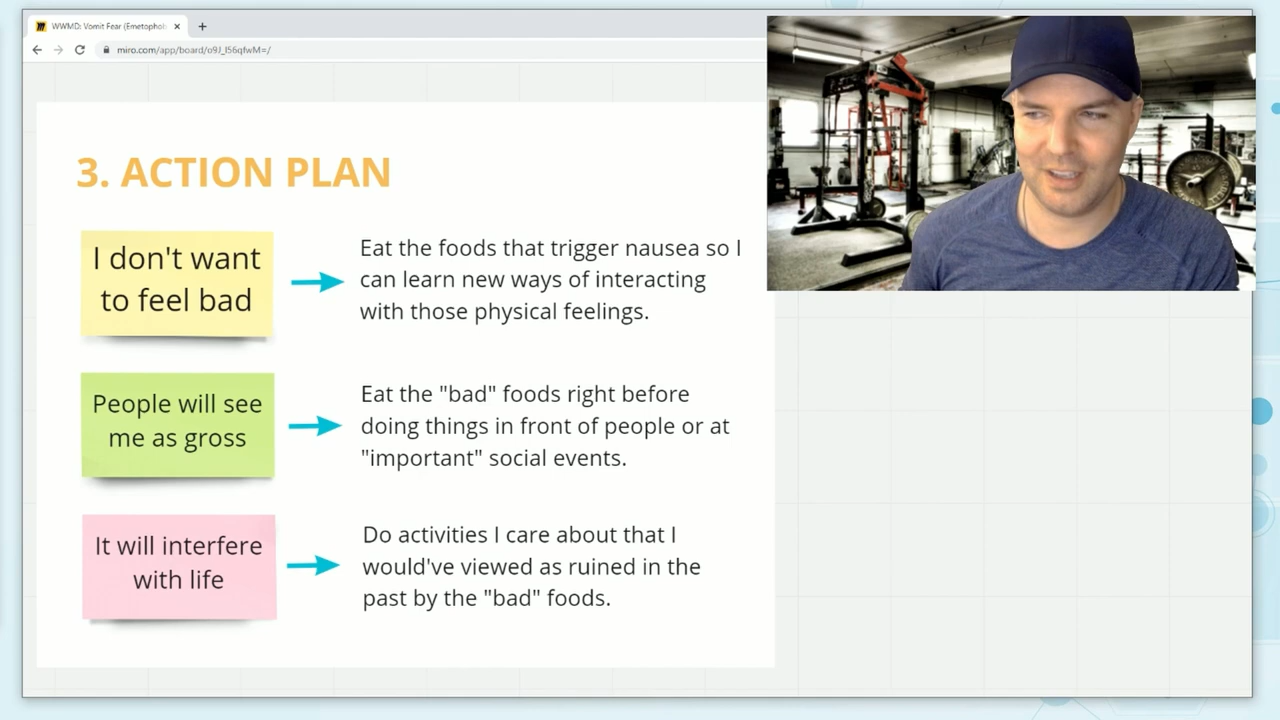 WWMD: Vomit Fear (Emetophob
miro.com/app/board/o9J_l56qfwM=/
3. ACTION PLAN
I don't want
to feel bad
Eat the foods that trigger nausea so I
can learn new ways of interacting
with those physical feelings.
People will see
me as gross
Eat the "bad" foods right before
doing things in front of people or at
"important" social events.
It will interfere
with life
Do activities I care about that I
would've viewed as ruined in the
past by the "bad" foods.